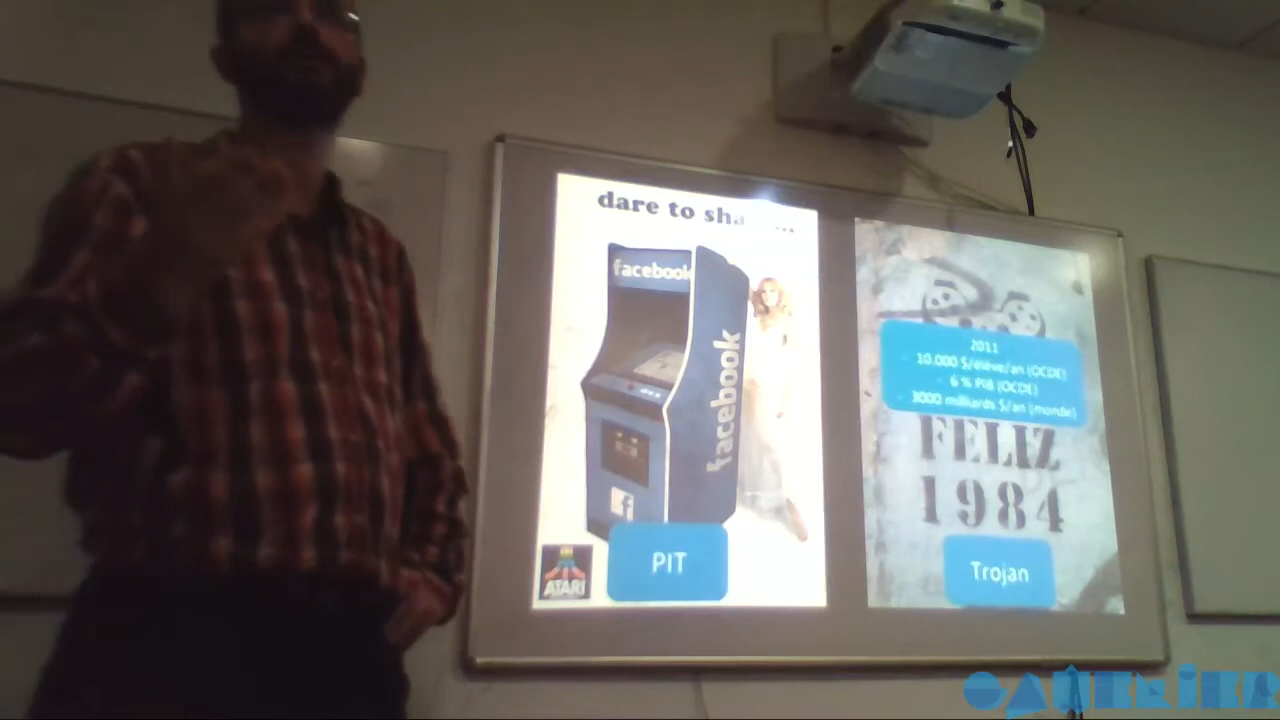 dare to sha
facebook
facebook
f
ATARI
PIT
2011
10.000 $/eleve/an (OCDE)
6 % PIB (OCDE)
3000 milliards $/an (monde)
FELIZ
1984
Trojan